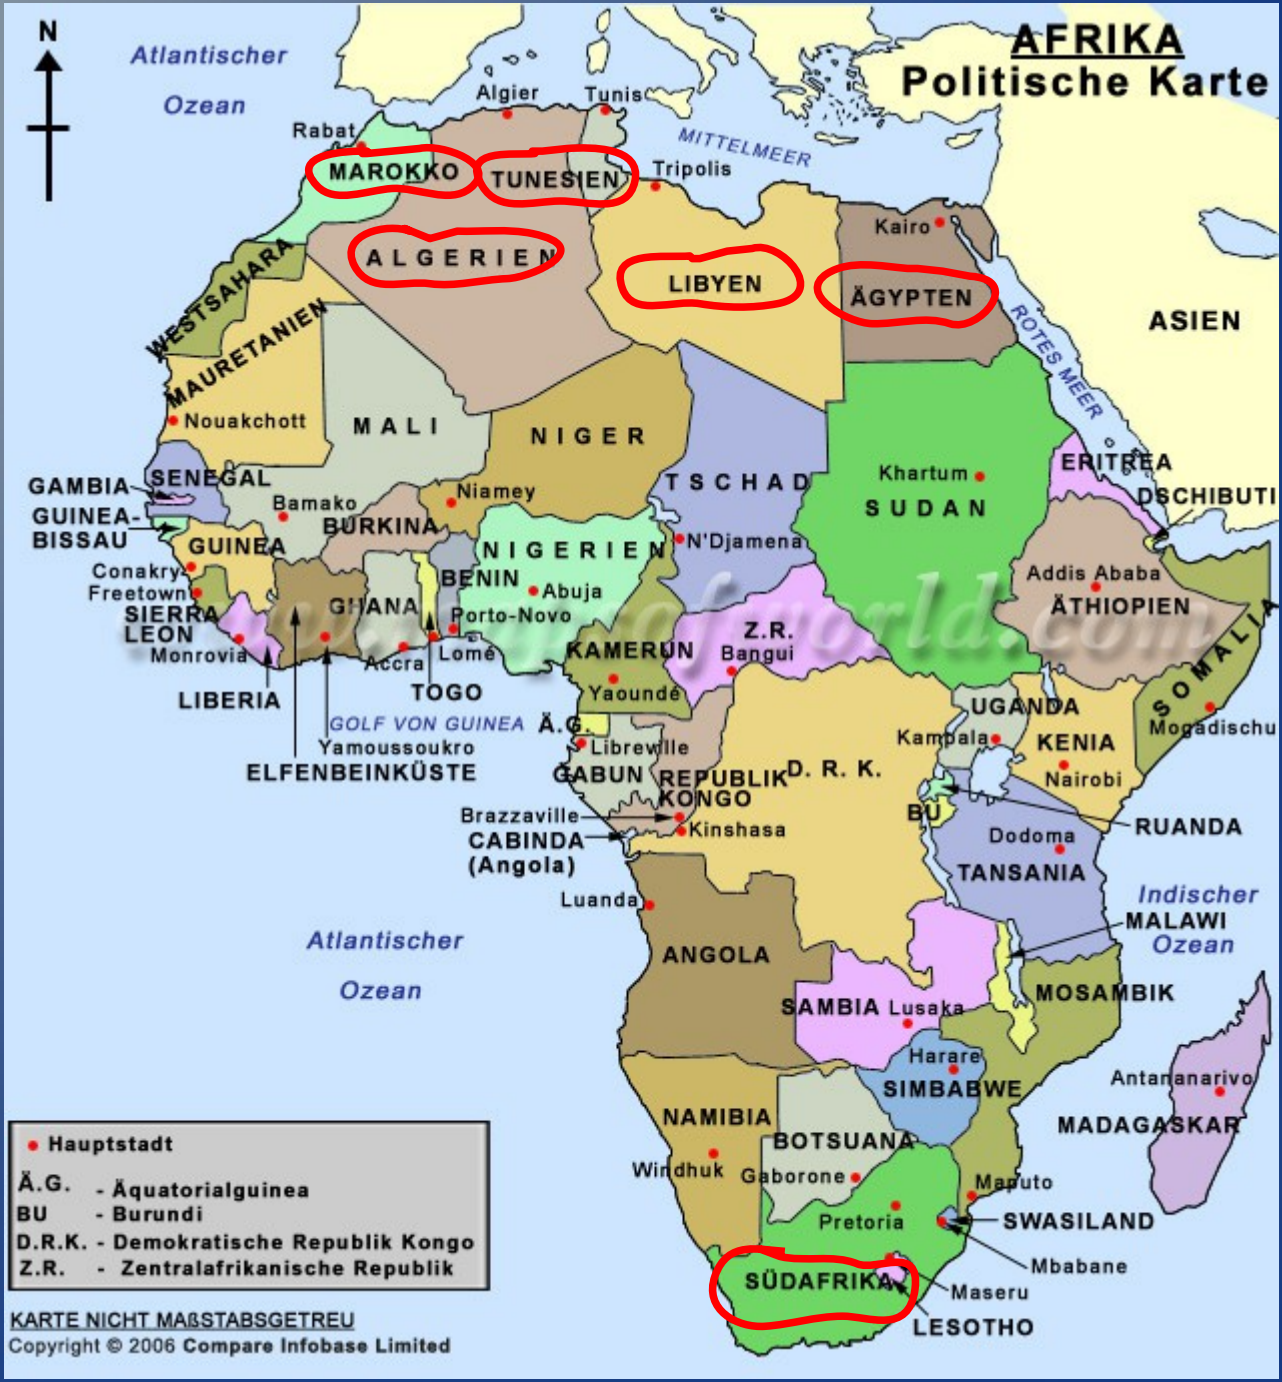 N
AFRIKA
Politische Karte
Atlantischer
Ozean
Algier
Tunis
Rabat
MITTELMEER
MAROKKO
TUNESIEN
Tripolis
Kairo
ALGERIEN
LIBYEN
ÄGYPTEN
WESTSAHARA
ASIEN
ROTES MEER
MAURETANIEN
Nouakchott
MALI
NIGER
TSCHAD
Khartum
SUDAN
ERITREA
DSCHIBUTI
SENEGAL
GAMBIA
Bamako
Niamey
GUINEA-
BISSAU
BURKINA
GUINEA
NIGERIEN
N'Djamena
Conakry
Freetown
BENIN
Abuja
Addis Ababa
ÄTHIOPIEN
SIERRA
LEON
GHANA
Porto-Novo
Z.R.
Bangui
SOMALIA
Monrovia
Accra
Lomé
KAMERUN
Yaoundé
LIBERIA
TOGO
www.mapsofworld.com
GOLF VON GUINEA
Ä.G.
UGANDA
Mogadischu
Yamoussoukro
ELFENBEINKÜSTE
Librewille
GABUN
Kampala
KENIA
Nairobi
REPUBLIK
KONGO
D. R. K.
Brazzaville
Kinshasa
CABINDA
(Angola)
BU
RUANDA
Dodoma
TANSANIA
Luanda
Indischer
Ozean
MALAWI
Atlantischer
Ozean
ANGOLA
SAMBIA
Lusaka
MOSAMBIK
Harare
SIMBABWE
Antananarivo
MADAGASKAR
NAMIBIA
BOTSUANA
Windhuk
Gaborone
Maputo
Pretoria
SWASILAND
Mbabane
SÜDAFRIKA
Maseru
LESOTHO
Hauptstadt
Ä.G. - Äquatorialguinea
BU - Burundi
D.R.K. - Demokratische Republik Kongo
Z.R. - Zentralafrikanische Republik
KARTE NICHT MAßSTABSGETREU
Copyright © 2006 Compare Infobase Limited